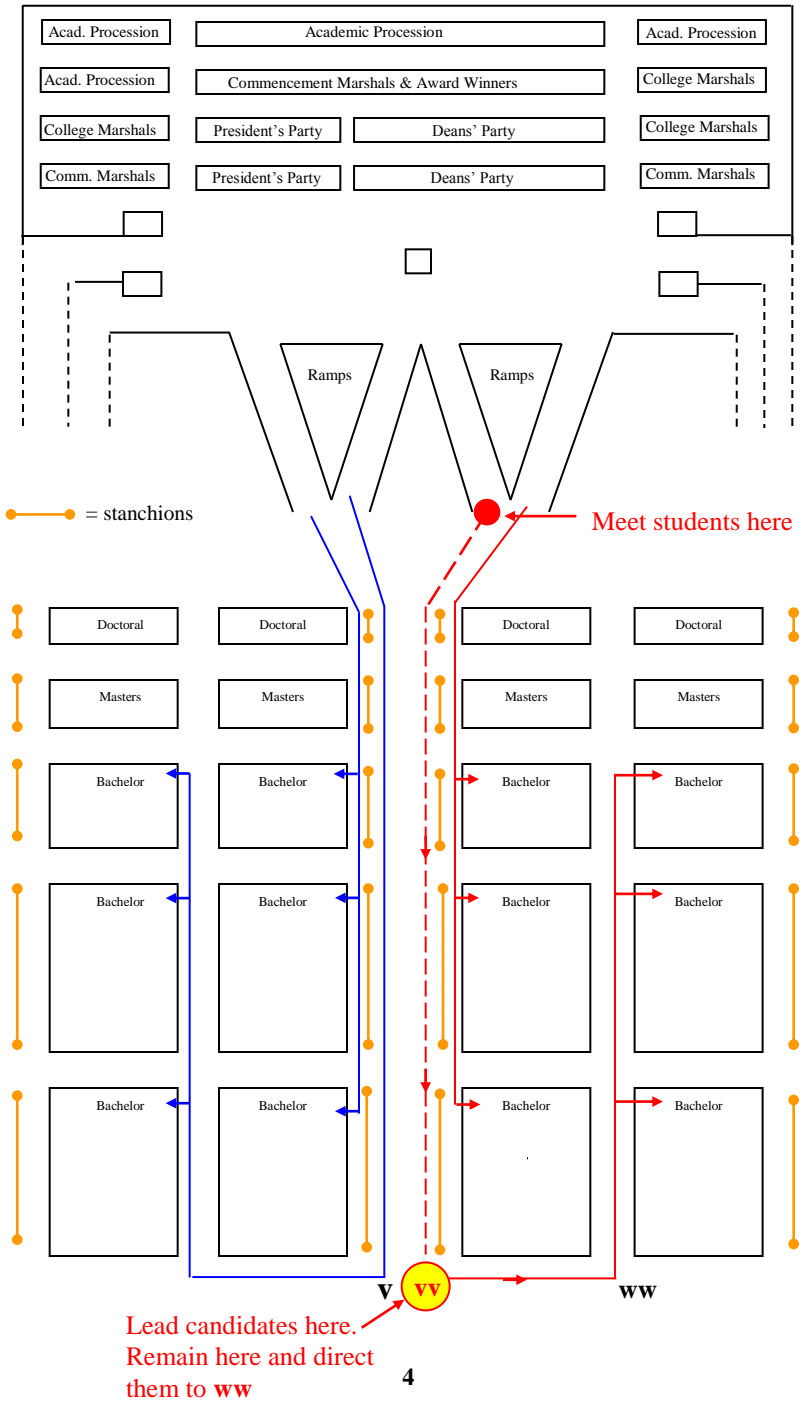 Acad. Procession Academic Procession Acad. Procession
Acad. Procession Commencement Marshals & Award Winners College Marshals
College Marshals President's Party Deans' Party College Marshals
Comm. Marshals President's Party Deans' Party Comm. Marshals
Ramps Ramps
= stanchions
Meet students here
Doctoral Doctoral Doctoral Doctoral
Masters Masters Masters Masters
Bachelor Bachelor Bachelor Bachelor
Bachelor Bachelor Bachelor Bachelor
Bachelor Bachelor Bachelor Bachelor
v vv ww
Lead candidates here.
Remain here and direct
them to ww
4